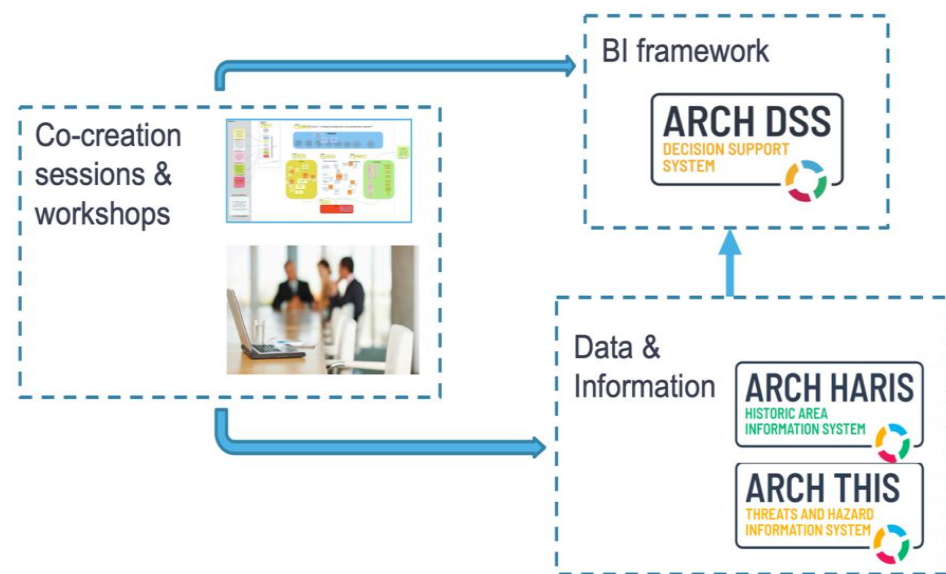 Co-creation
sessions &
workshops
BI framework
ARCH DSS
DECISION SUPPORT
SYSTEM
Data &
Information
ARCH HARIS
HISTORIC AREA
INFORMATION SYSTEM
ARCH THIS
THREATS AND HAZARD
INFORMATION SYSTEM